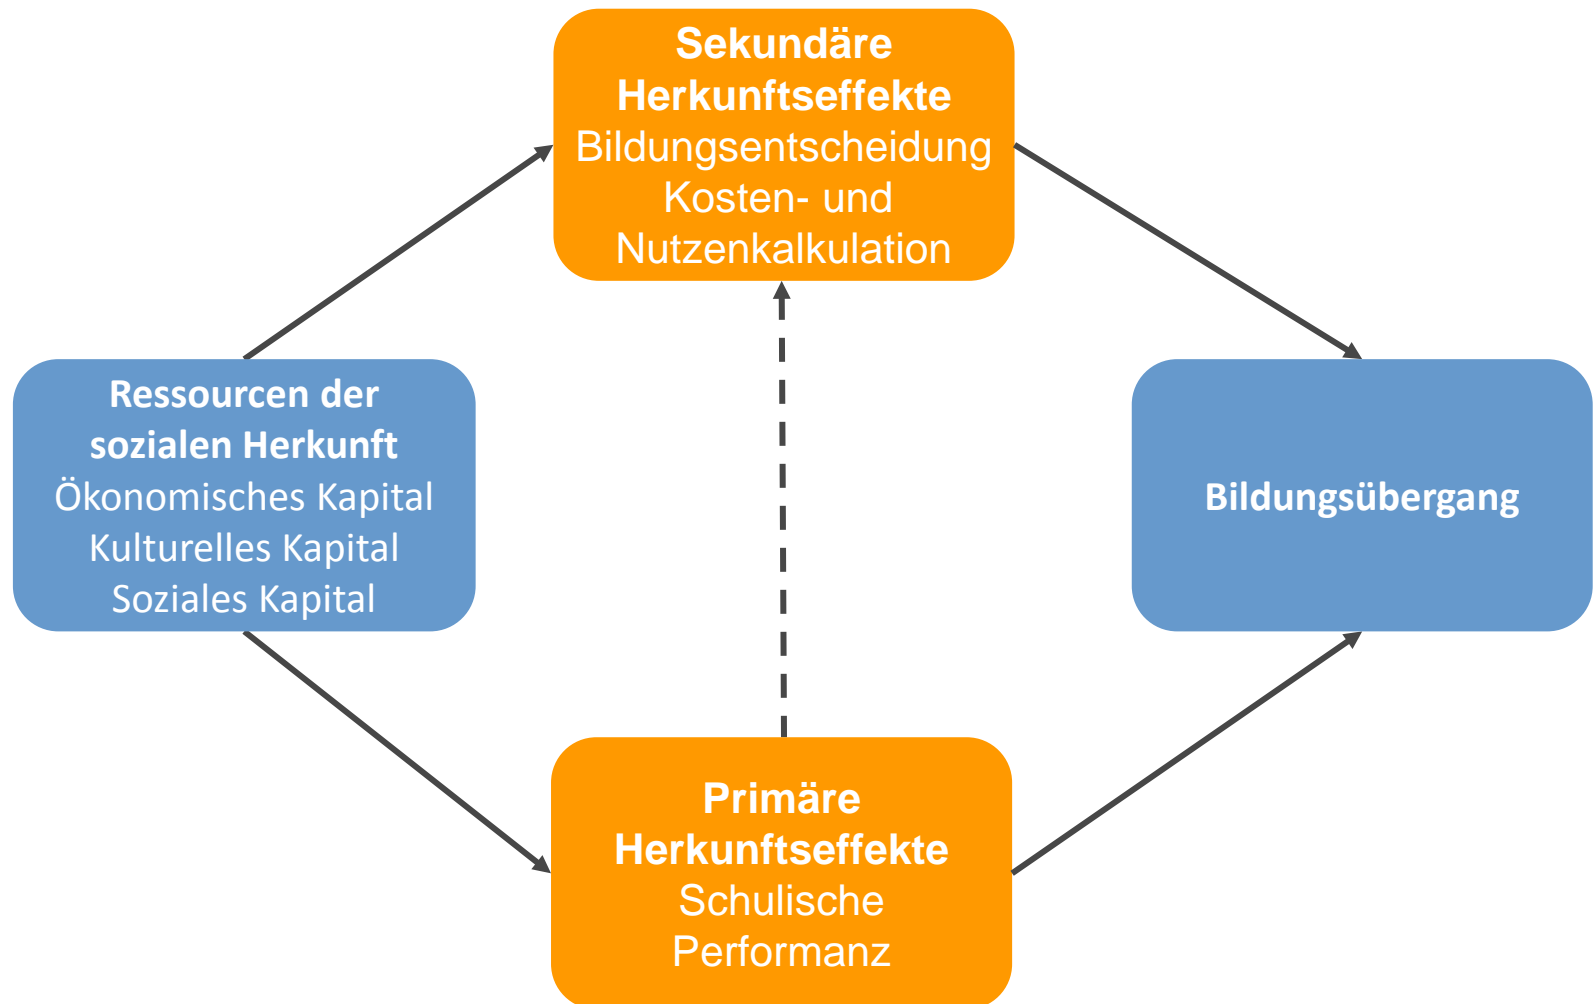 Sekundäre
Herkunftseffekte
Bildungsentscheidung
Kosten- und
Nutzenkalkulation
Ressourcen der
sozialen Herkunft
Ökonomisches Kapital
Kulturelles Kapital
Soziales Kapital
Bildungsübergang
Primäre
Herkunftseffekte
Schulische
Performanz